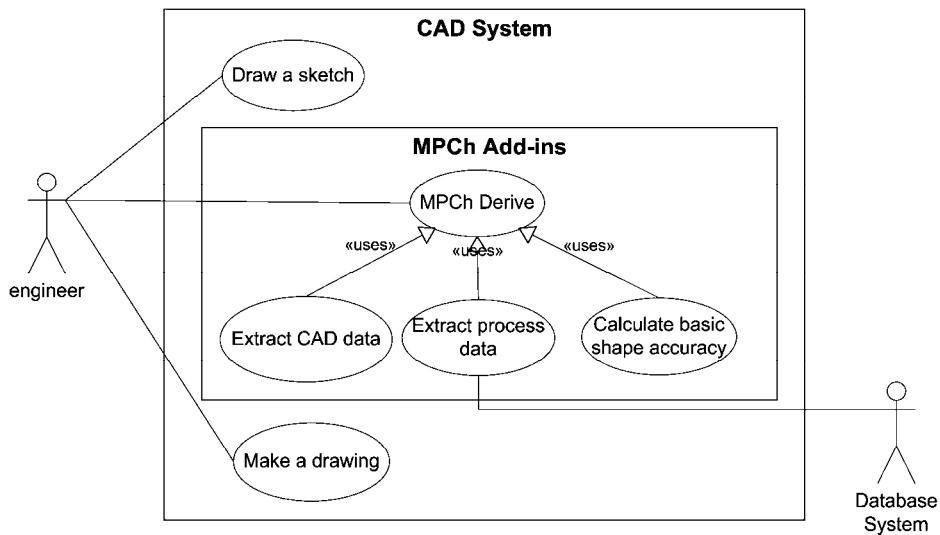 CAD System
Draw a sketch
MPCh Add-ins
MPCh Derive
«uses»
«uses»
«uses»
engineer
Extract CAD data
Extract process
data
Calculate basic
shape accuracy
Make a drawing
Database
System